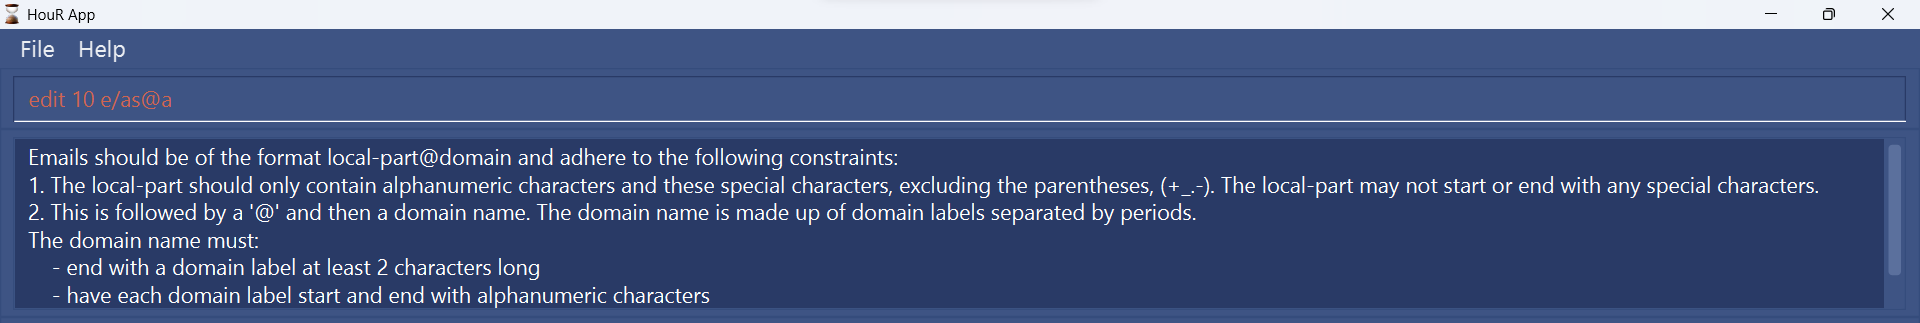 HouR App
File Help
edit 10 e/as@a
Emails should be of the format local-part@domain and adhere to the following constraints:
1. The local-part should only contain alphanumeric characters and these special characters, excluding the parentheses, (+_.-). The local-part may not start or end with any special characters.
2. This is followed by a '@' and then a domain name. The domain name is made up of domain labels separated by periods.
The domain name must:
- end with a domain label at least 2 characters long
- have each domain label start and end with alphanumeric characters